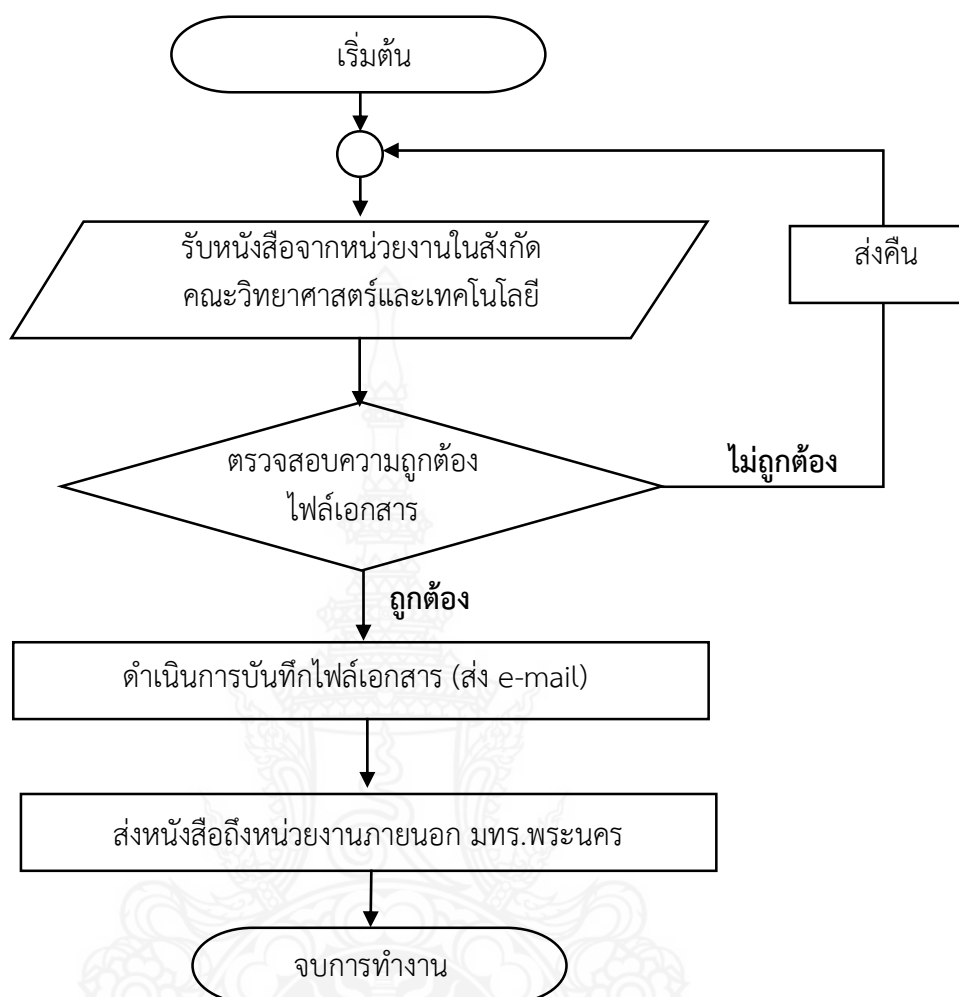 เริ่มต้น
รับหนังสือจากหน่วยงานในสังกัด
คณะวิทยาศาสตร์และเทคโนโลยี
ส่งคืน
ตรวจสอบความถูกต้อง
ไฟล์เอกสาร
ไม่ถูกต้อง
ถูกต้อง
ดำเนินการบันทึกไฟล์เอกสาร (ส่ง e-mail)
ส่งหนังสือถึงหน่วยงานภายนอก มทร.พระนคร
จบการทำงาน